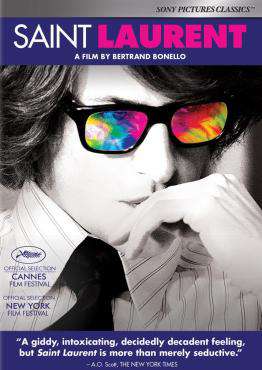 SONY PICTURES CLASSICS™
SAINT LAURENT
A FILM BY BERTRAND BONELLO
OFFICIAL SELECTION
CANNES
FILM FESTIVAL
OFFICIAL SELECTION
NEW YORK
FILM FESTIVAL
“A giddy, intoxicating, decidedly decadent feeling,
but Saint Laurent is more than merely seductive.”
– A.O. Scott, THE NEW YORK TIMES